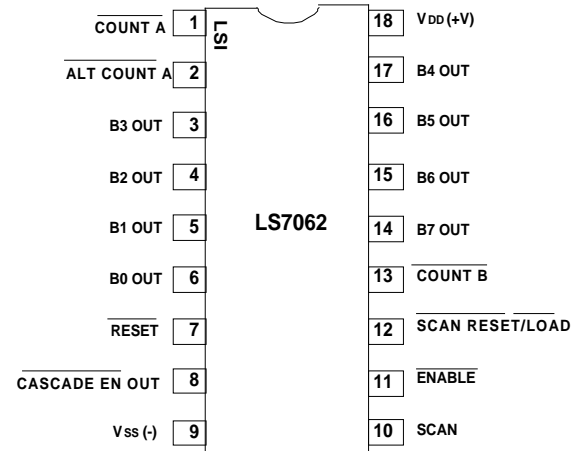 COUNT A 1 LSI 18 VDD (+V)
ALT COUNT A 2 17 B4 OUT
B3 OUT 3 16 B5 OUT
B2 OUT 4 15 B6 OUT
LS7062
B1 OUT 5 14 B7 OUT
B0 OUT 6 13 COUNT B
RESET 7 12 SCAN RESET/LOAD
CASCADE EN OUT 8 11 ENABLE
Vss (-) 9 10 SCAN